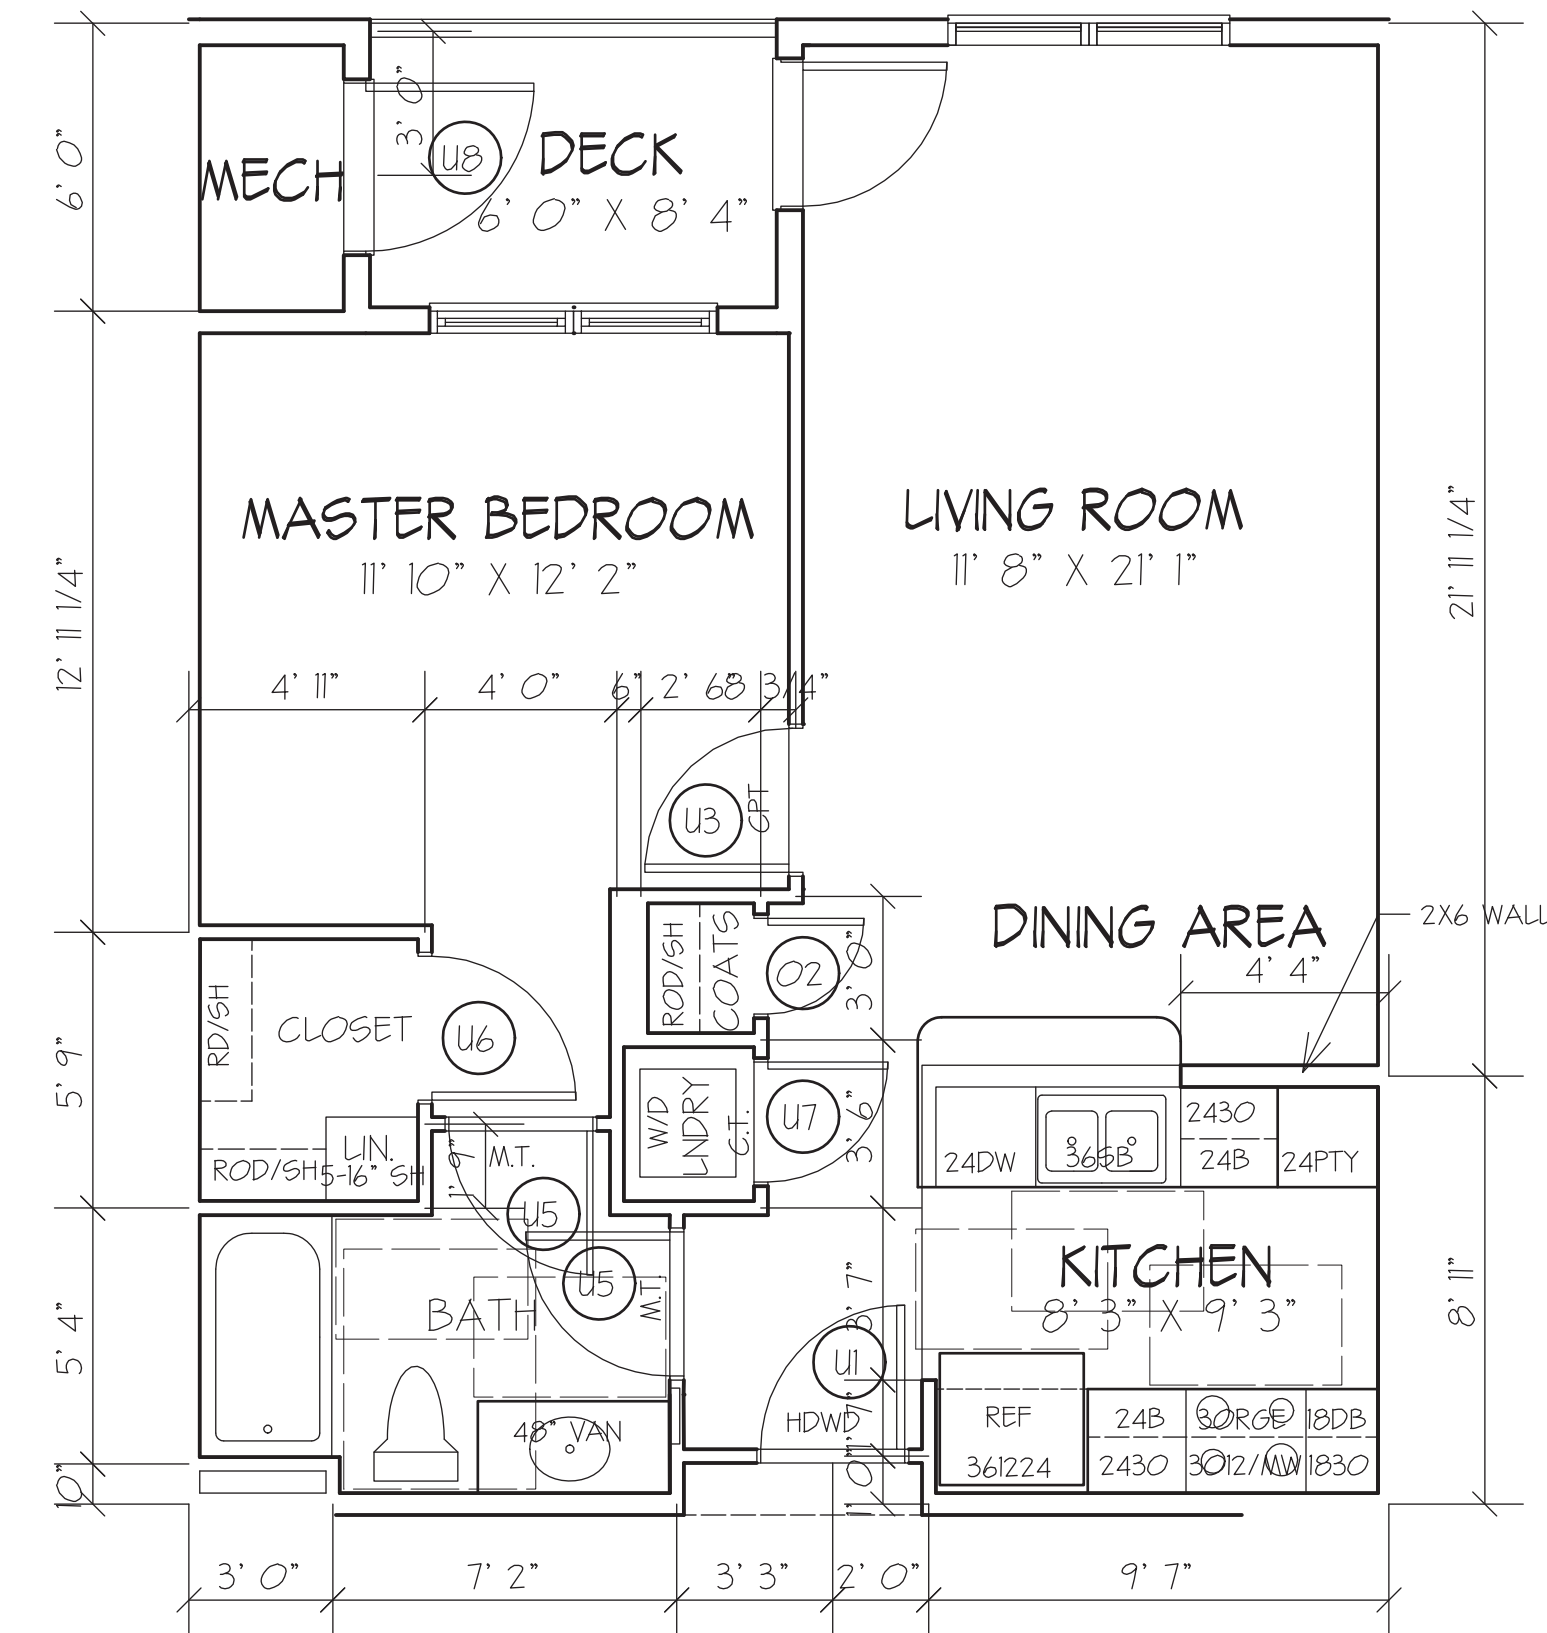 3' 0"
6' 0"
MECH
U8
DECK
6' 0" X 8' 4"
MASTER BEDROOM
11' 10" X 12' 2"
LIVING ROOM
11' 8" X 21' 1"
12' 11 1/4"
21' 11 1/4"
4' 11"
4' 0"
6"
2' 6"
8 3/4"
U3
CPT
DINING AREA
2X6 WALL
4' 4"
ROD/SH
COATS
O2
3' 0"
RD/SH
CLOSET
U6
5' 9"
W/D
LNDRY
C.T.
U7
3' 6"
LIN.
5-16" SH
ROD/SH
1' 9"
M.T.
U5
24DW
36SB
2430
24B
24PTY
KITCHEN
8' 3" X 9' 3"
8' 11"
BATH
U5
M.T.
3' 7"
U1
5' 4"
48" VAN
HDWD
1' 7"
REF
361224
24B
30RGE
18DB
2430
3012/MW
1830
10"
1' 0"
3' 0"
7' 2"
3' 3"
2' 0"
9' 7"